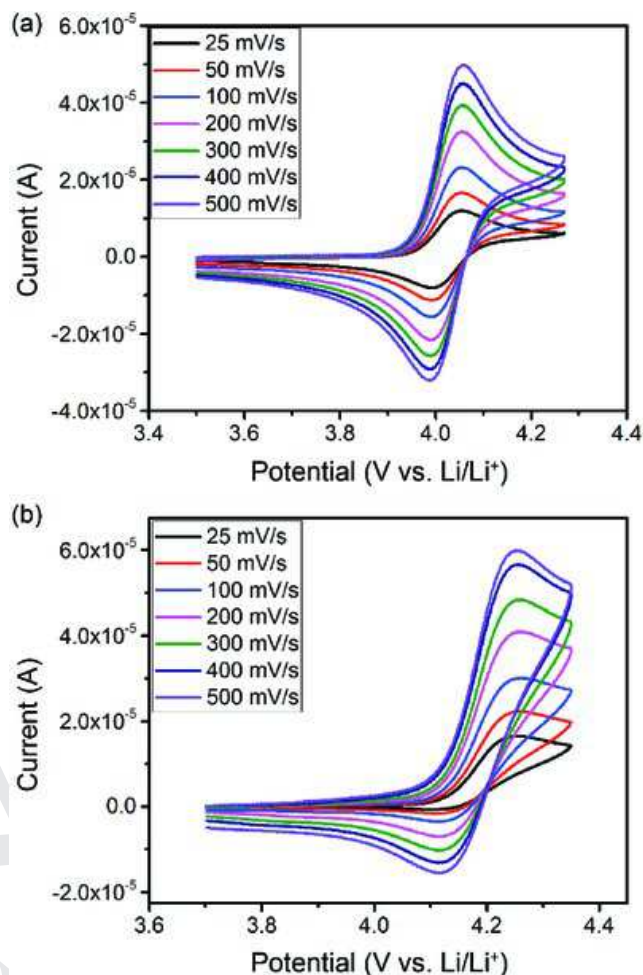 (a)
6.0x10⁻⁵
4.0x10⁻⁵
2.0x10⁻⁵
0.0
-2.0x10⁻⁵
-4.0x10⁻⁵
Current (A)
25 mV/s
50 mV/s
100 mV/s
200 mV/s
300 mV/s
400 mV/s
500 mV/s
3.4 3.6 3.8 4.0 4.2 4.4
Potential (V vs. Li/Li⁺)
(b)
6.0x10⁻⁵
4.0x10⁻⁵
2.0x10⁻⁵
0.0
-2.0x10⁻⁵
Current (A)
25 mV/s
50 mV/s
100 mV/s
200 mV/s
300 mV/s
400 mV/s
500 mV/s
3.6 3.8 4.0 4.2 4.4
Potential (V vs. Li/Li⁺)